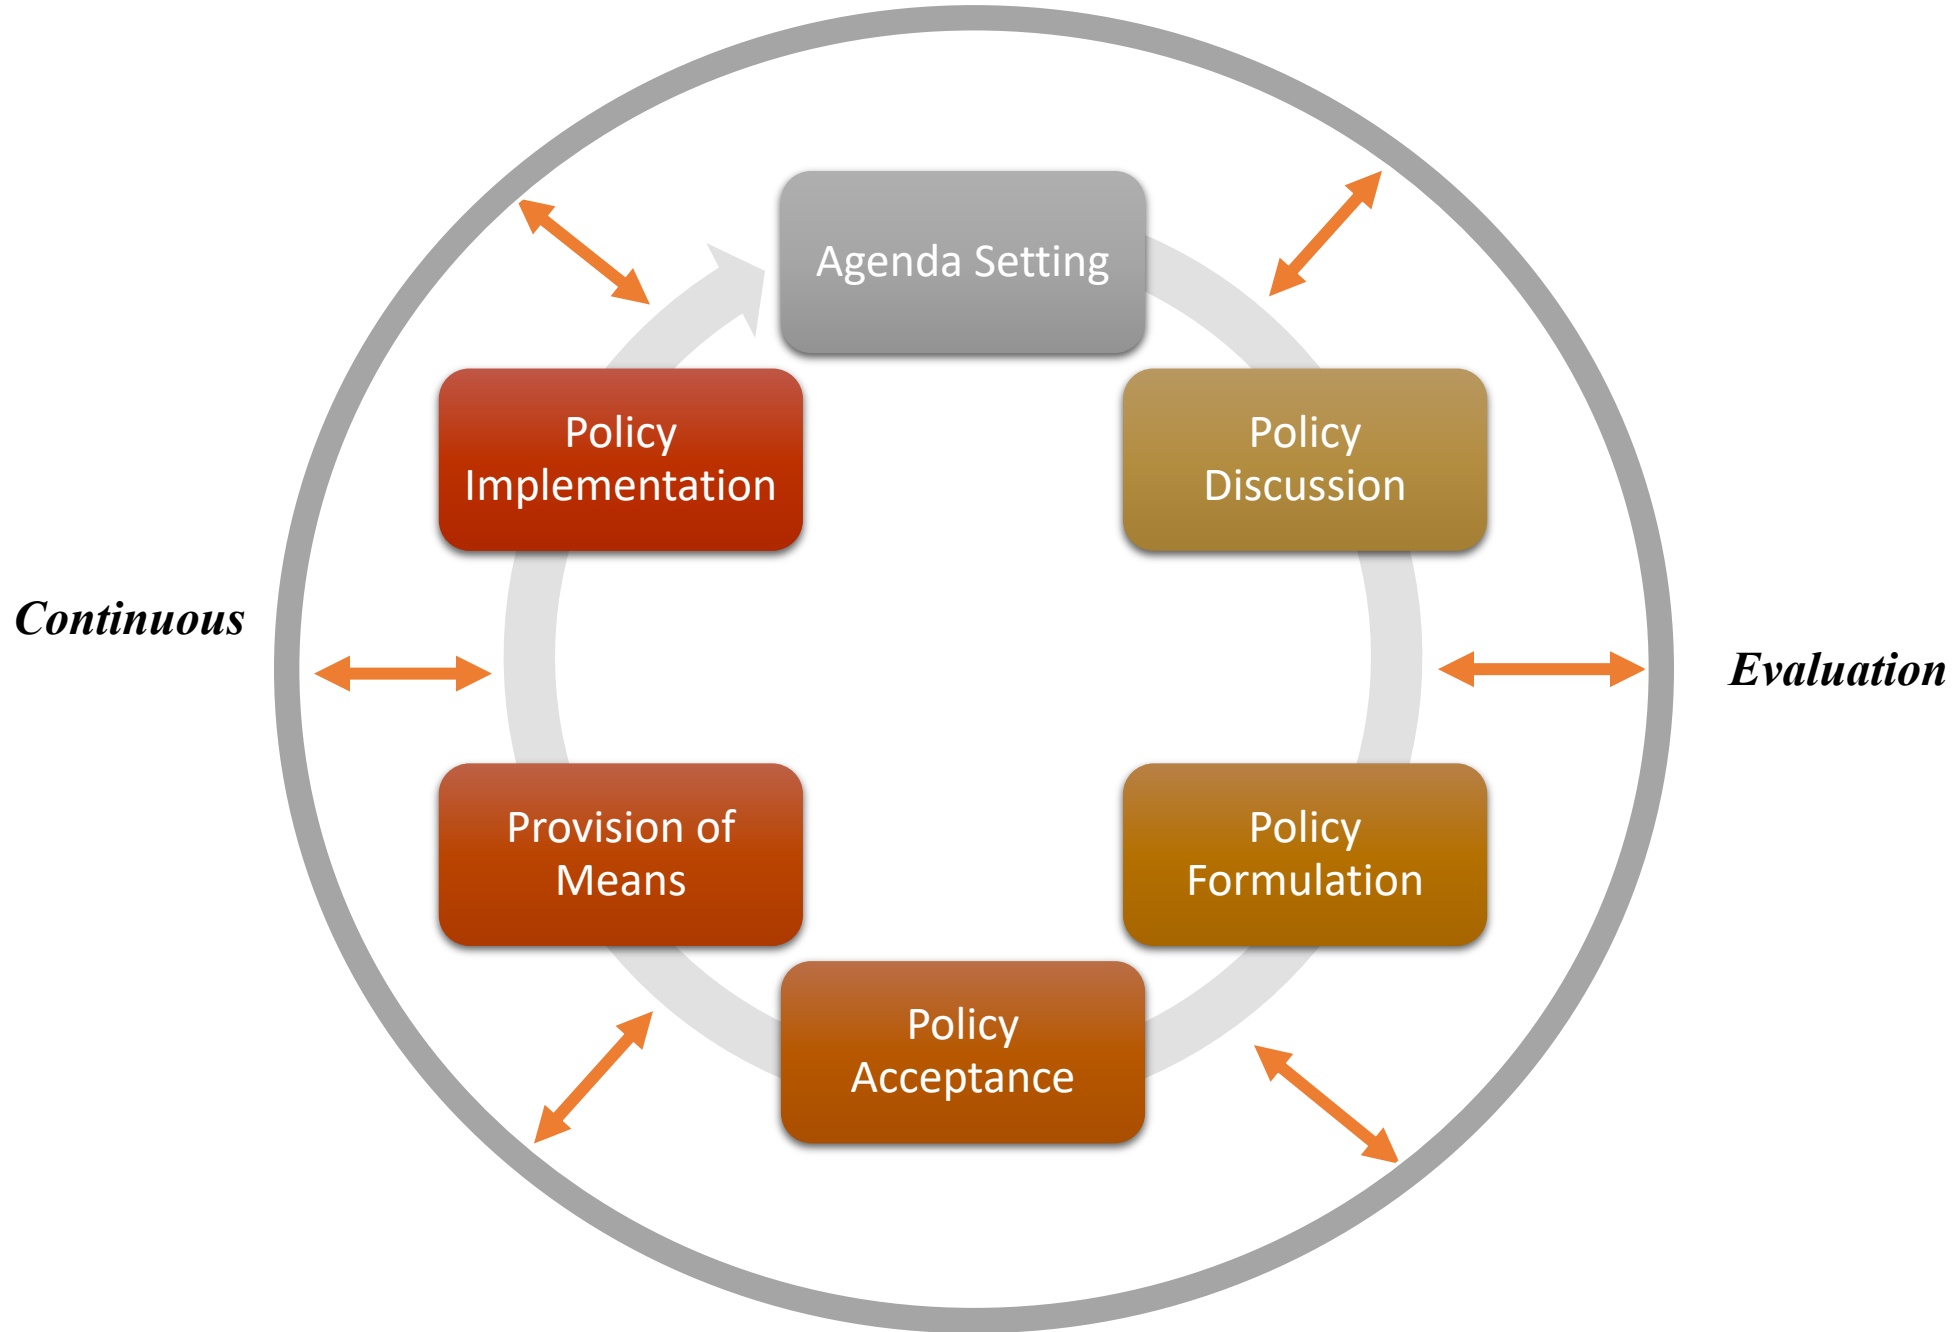 Agenda Setting
Policy
Discussion
Policy
Formulation
Policy
Acceptance
Provision of
Means
Policy
Implementation
Continuous
Evaluation